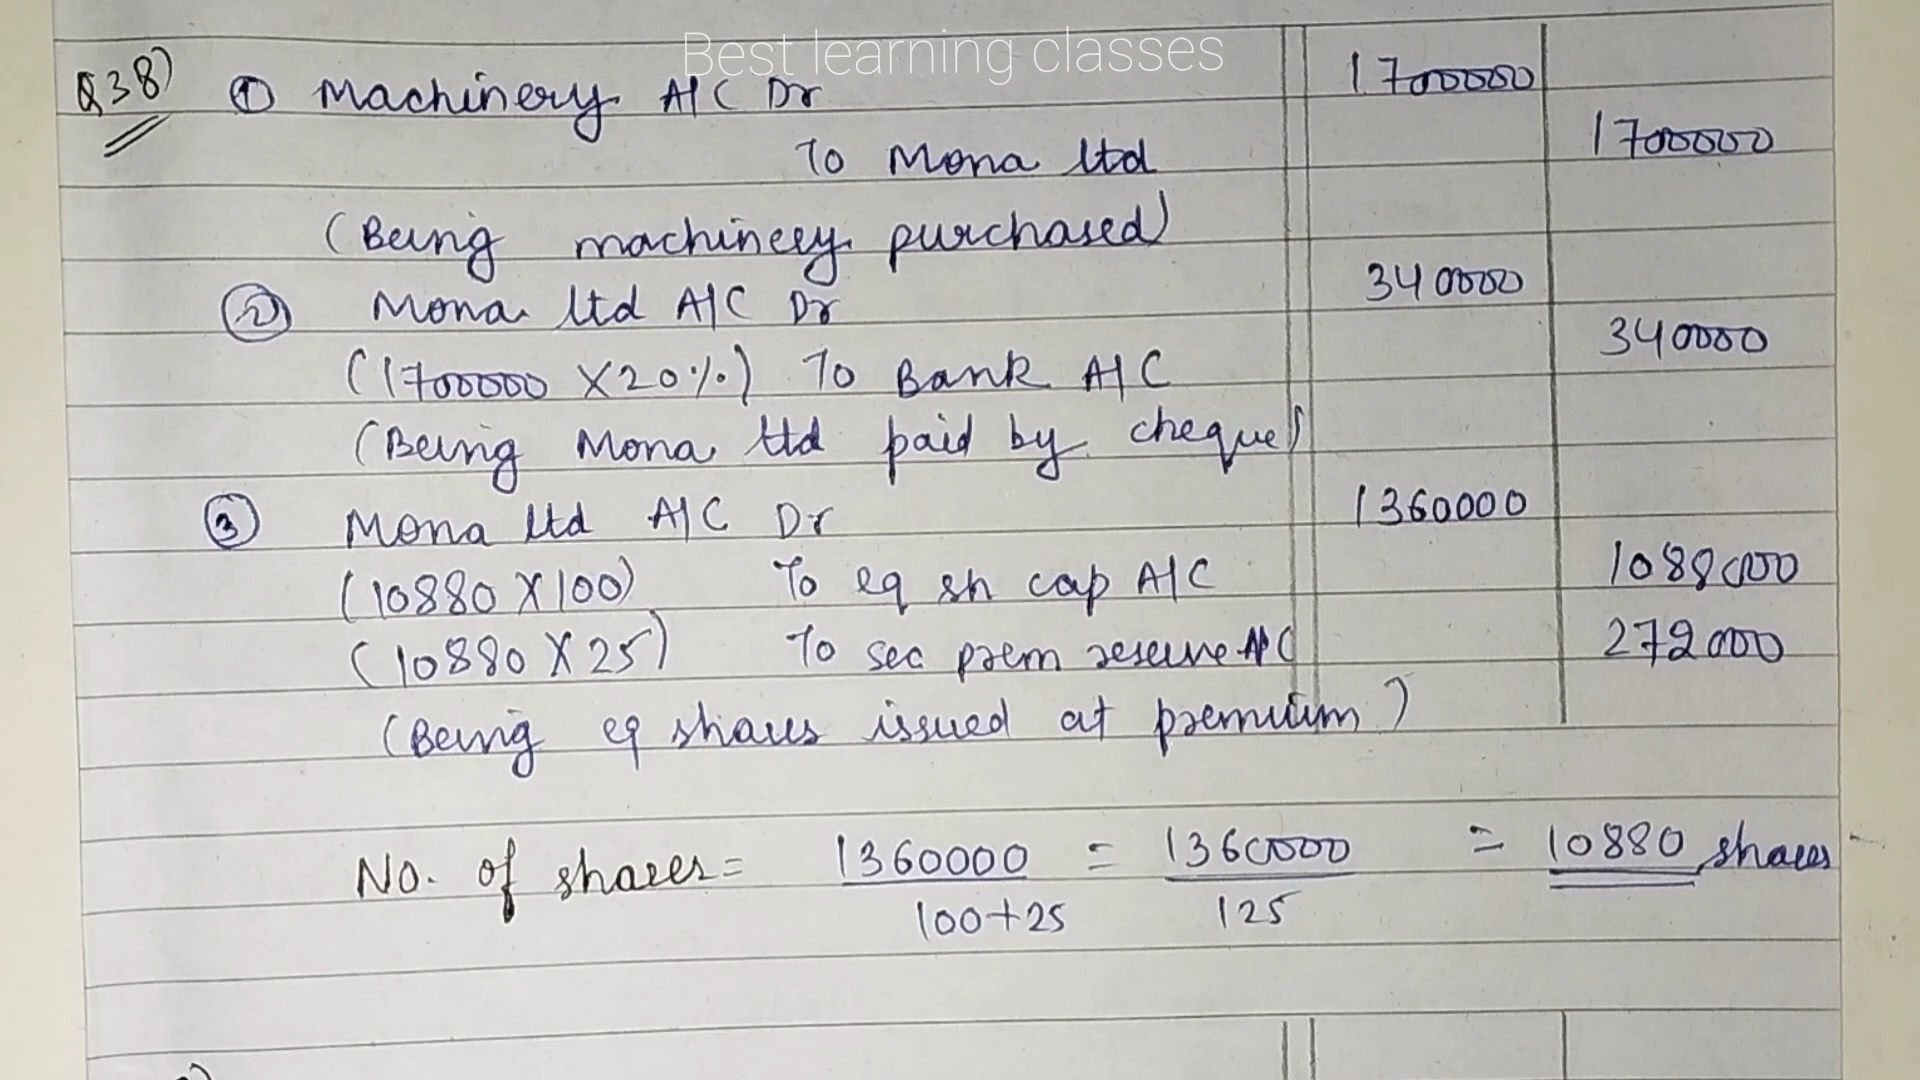 Best learning classes
Q38) ① Machinery A/C Dr 1700000
To Mona ltd 1700000
(Being machinery purchased)
② Mona ltd A/C Dr 340000
(1700000 X20%) To Bank A/C 340000
(Being Mona ltd paid by cheque)
③ Mona ltd A/C Dr 1360000
(10880 X100) To eq sh cap A/C 1088000
(10880 X 25) To sec prem reserve A/C 272000
(Being eq shares issued at premium)
No. of shares = 1360000 = 1360000 = 10880 shares
100+25 125